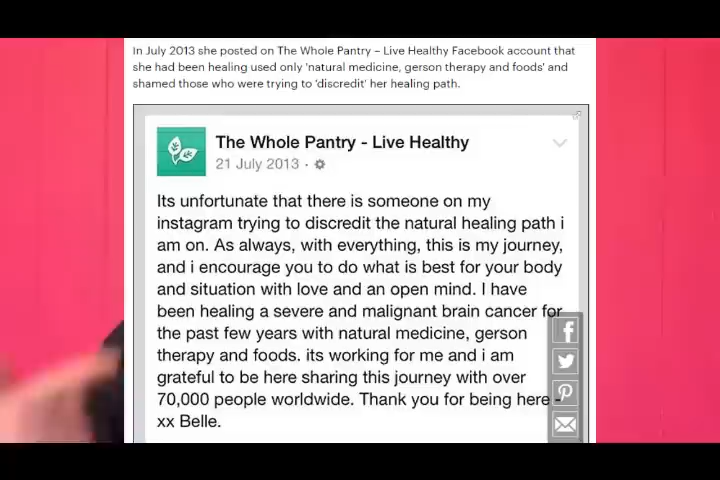 In July 2013 she posted on The Whole Pantry – Live Healthy Facebook account that
she had been healing used only 'natural medicine, gerson therapy and foods' and
shamed those who were trying to 'discredit' her healing path.
The Whole Pantry - Live Healthy
21 July 2013 ·
Its unfortunate that there is someone on my
instagram trying to discredit the natural healing path i
am on. As always, with everything, this is my journey,
and i encourage you to do what is best for your body
and situation with love and an open mind. I have
been healing a severe and malignant brain cancer for
the past few years with natural medicine, gerson
therapy and foods. its working for me and i am
grateful to be here sharing this journey with over
70,000 people worldwide. Thank you for being here -
xx Belle.